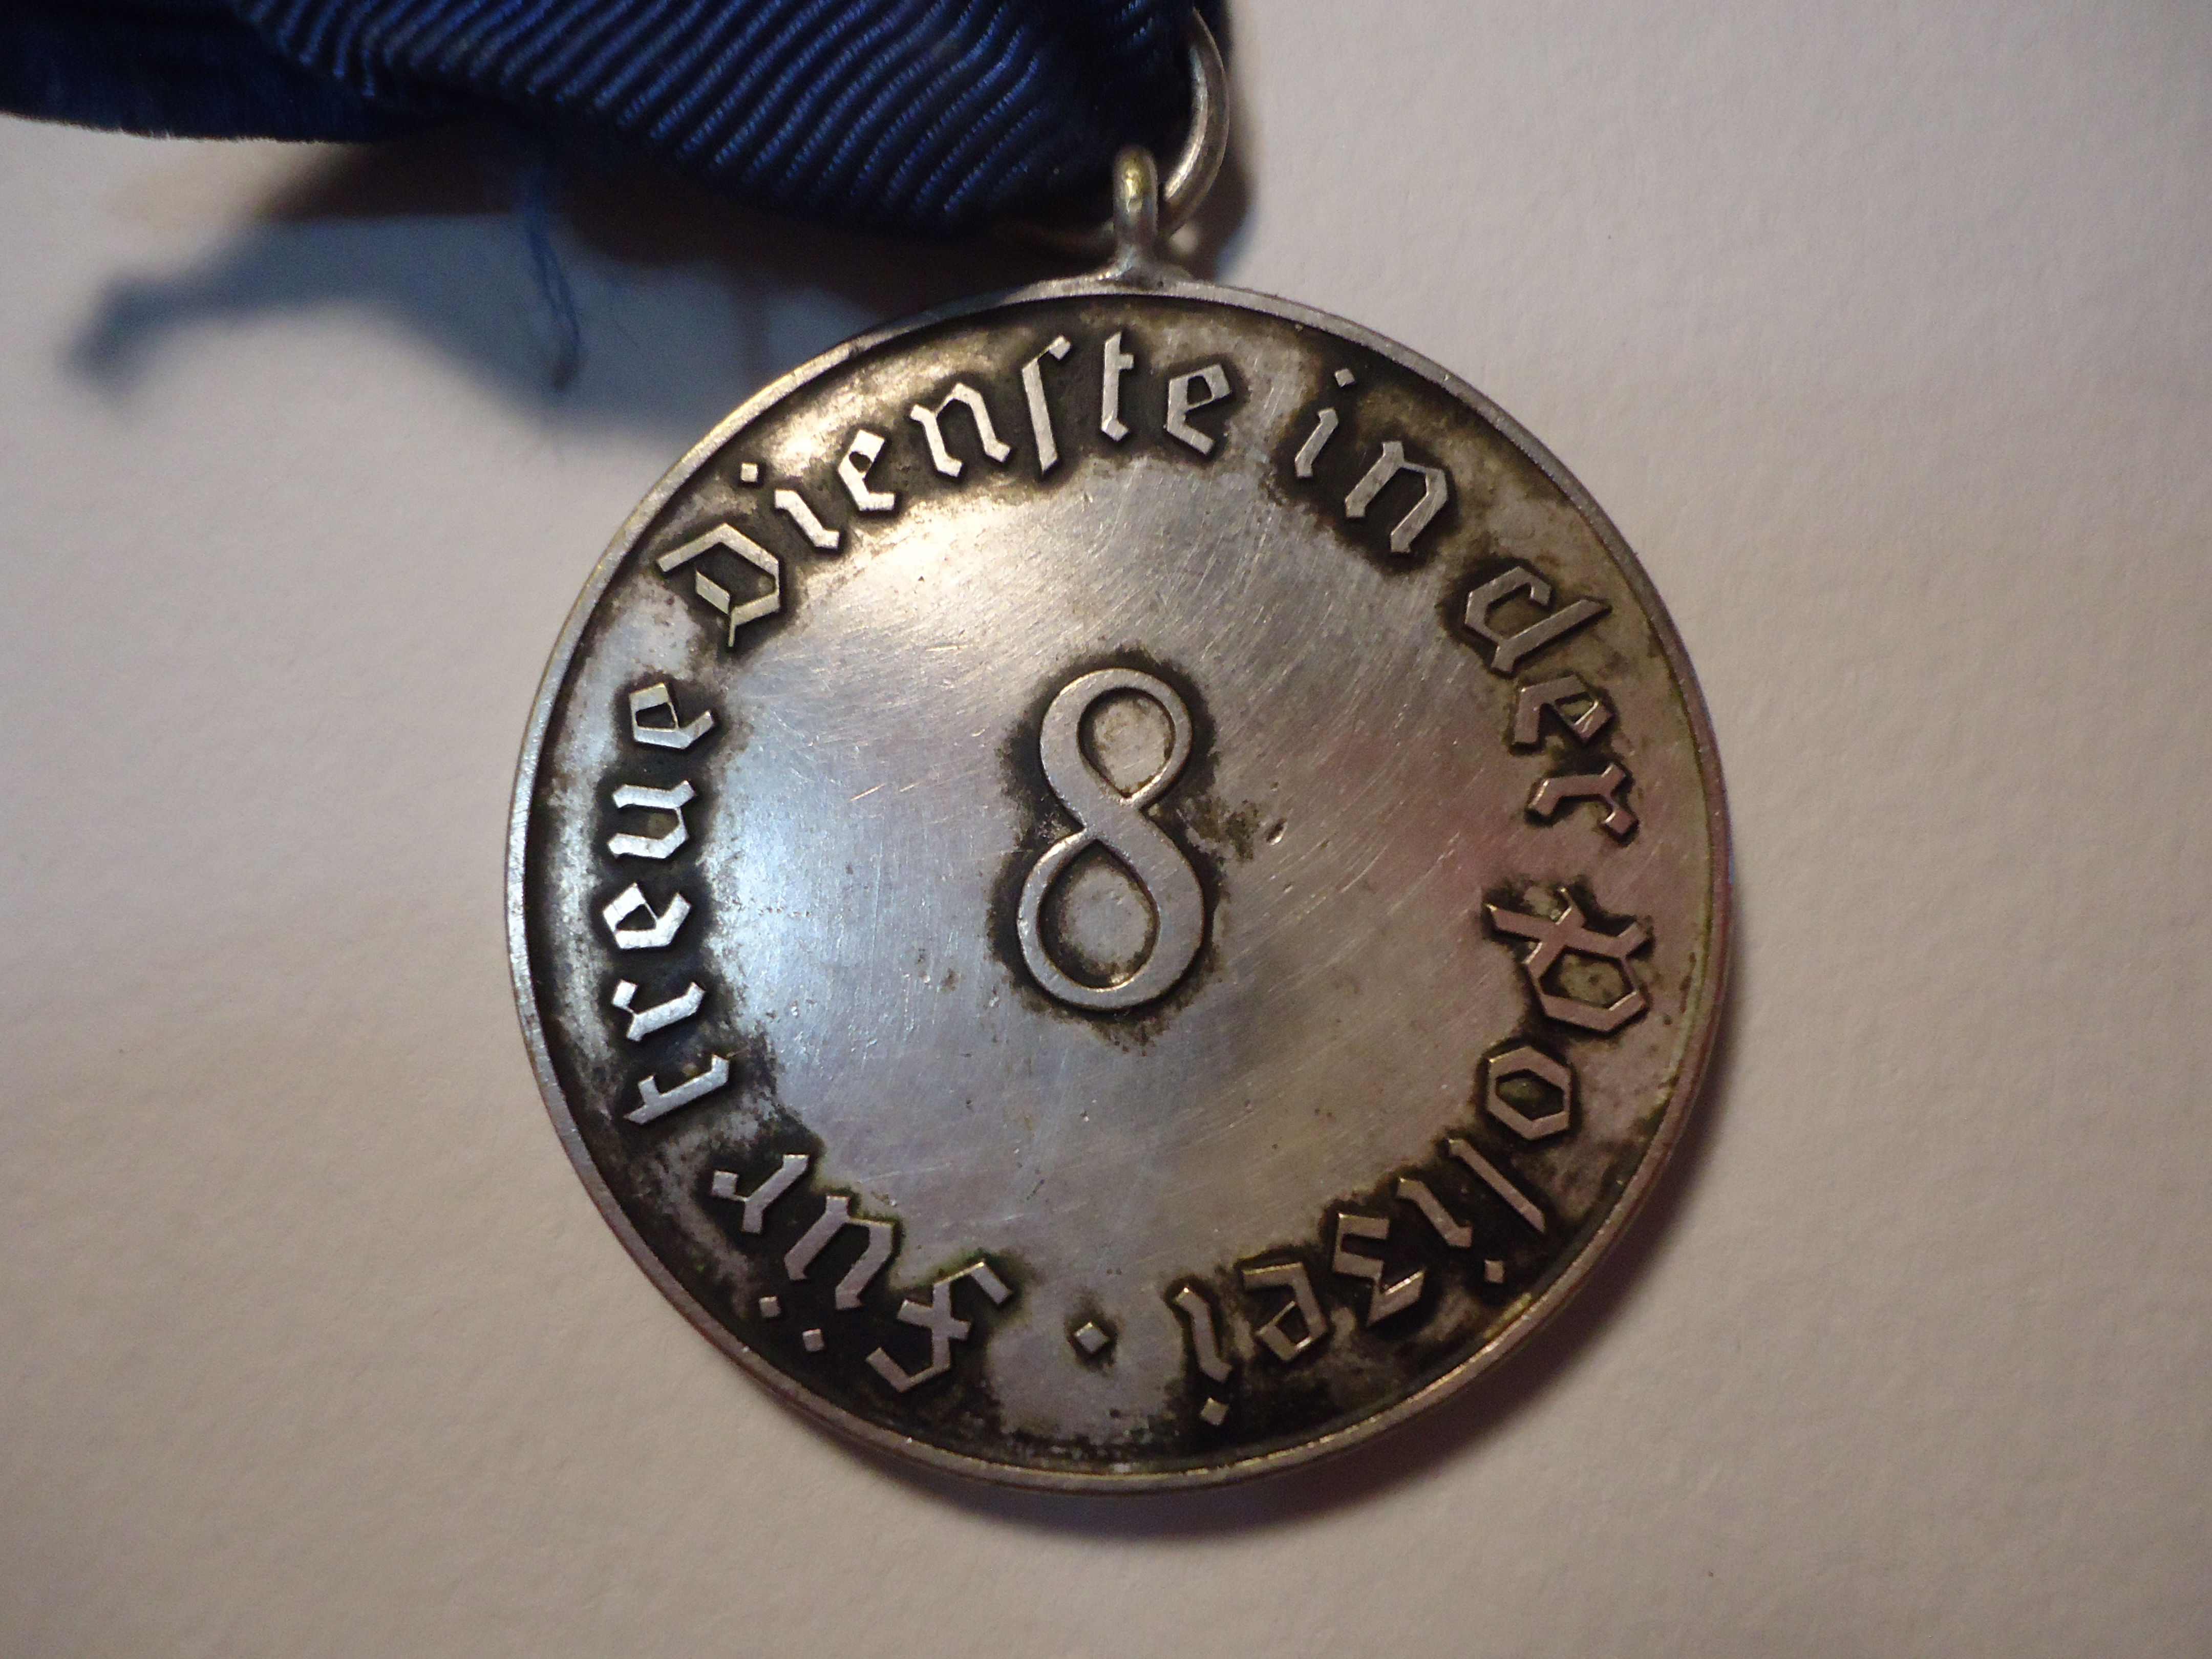 Für treue Dienſte in der Polizei ·
8